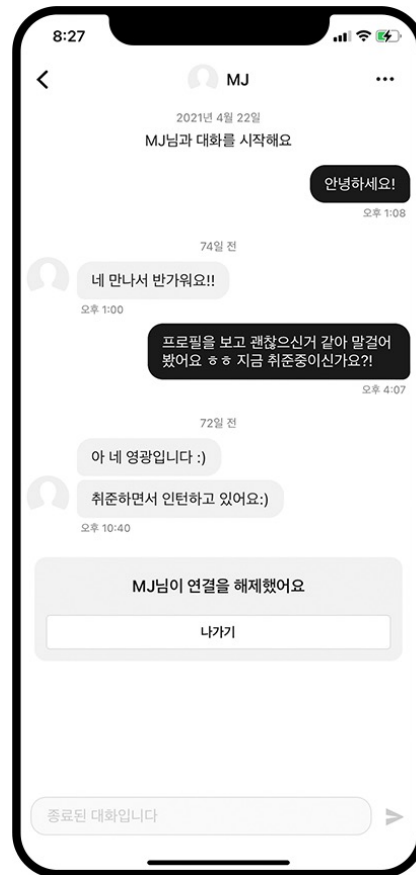 8:27
MJ
2021년 4월 22일
MJ님과 대화를 시작해요
안녕하세요!
오후 1:08
74일 전
네 만나서 반가워요!!
오후 1:00
프로필을 보고 괜찮으신거 같아 말걸어
봤어요 ㅎㅎ 지금 취준중이신가요?!
오후 4:07
72일 전
아 네 영광입니다 :)
취준하면서 인턴하고 있어요:)
오후 10:40
MJ님이 연결을 해제했어요
나가기
종료된 대화입니다